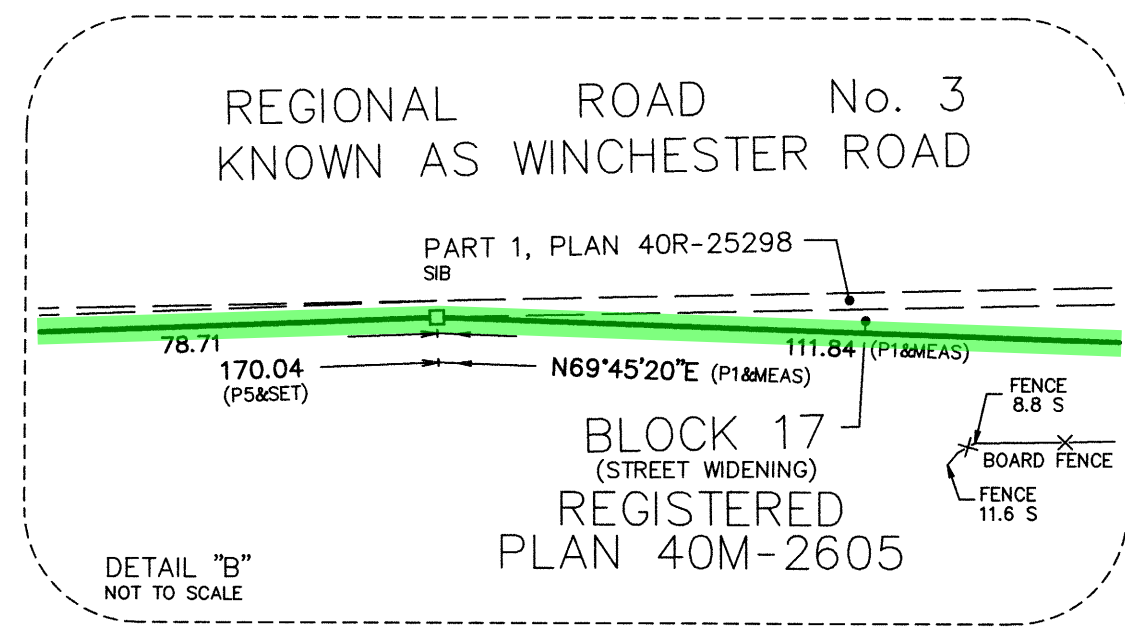 REGIONAL ROAD No. 3
KNOWN AS WINCHESTER ROAD
PART 1, PLAN 40R-25298
SIB
78.71
111.84 (P1&MEAS)
170.04
(P5&SET)
N69°45'20"E (P1&MEAS)
FENCE
8.8 S
BLOCK 17
(STREET WIDENING)
BOARD FENCE
REGISTERED
PLAN 40M-2605
FENCE
11.6 S
DETAIL "B"
NOT TO SCALE